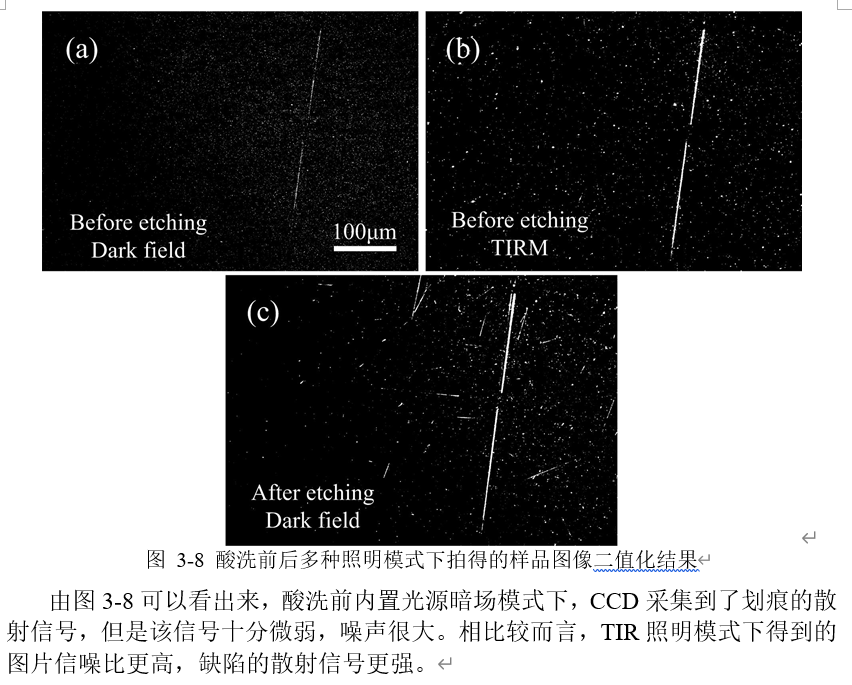 (a)
Before etching
Dark field
100μm
(b)
Before etching
TIRM
(c)
After etching
Dark field
图 3-8 酸洗前后多种照明模式下拍得的样品图像二值化结果
由图 3-8 可以看出来，酸洗前内置光源暗场模式下，CCD 采集到了划痕的散
射信号，但是该信号十分微弱，噪声很大。相比较而言，TIR 照明模式下得到的
图片信噪比更高，缺陷的散射信号更强。